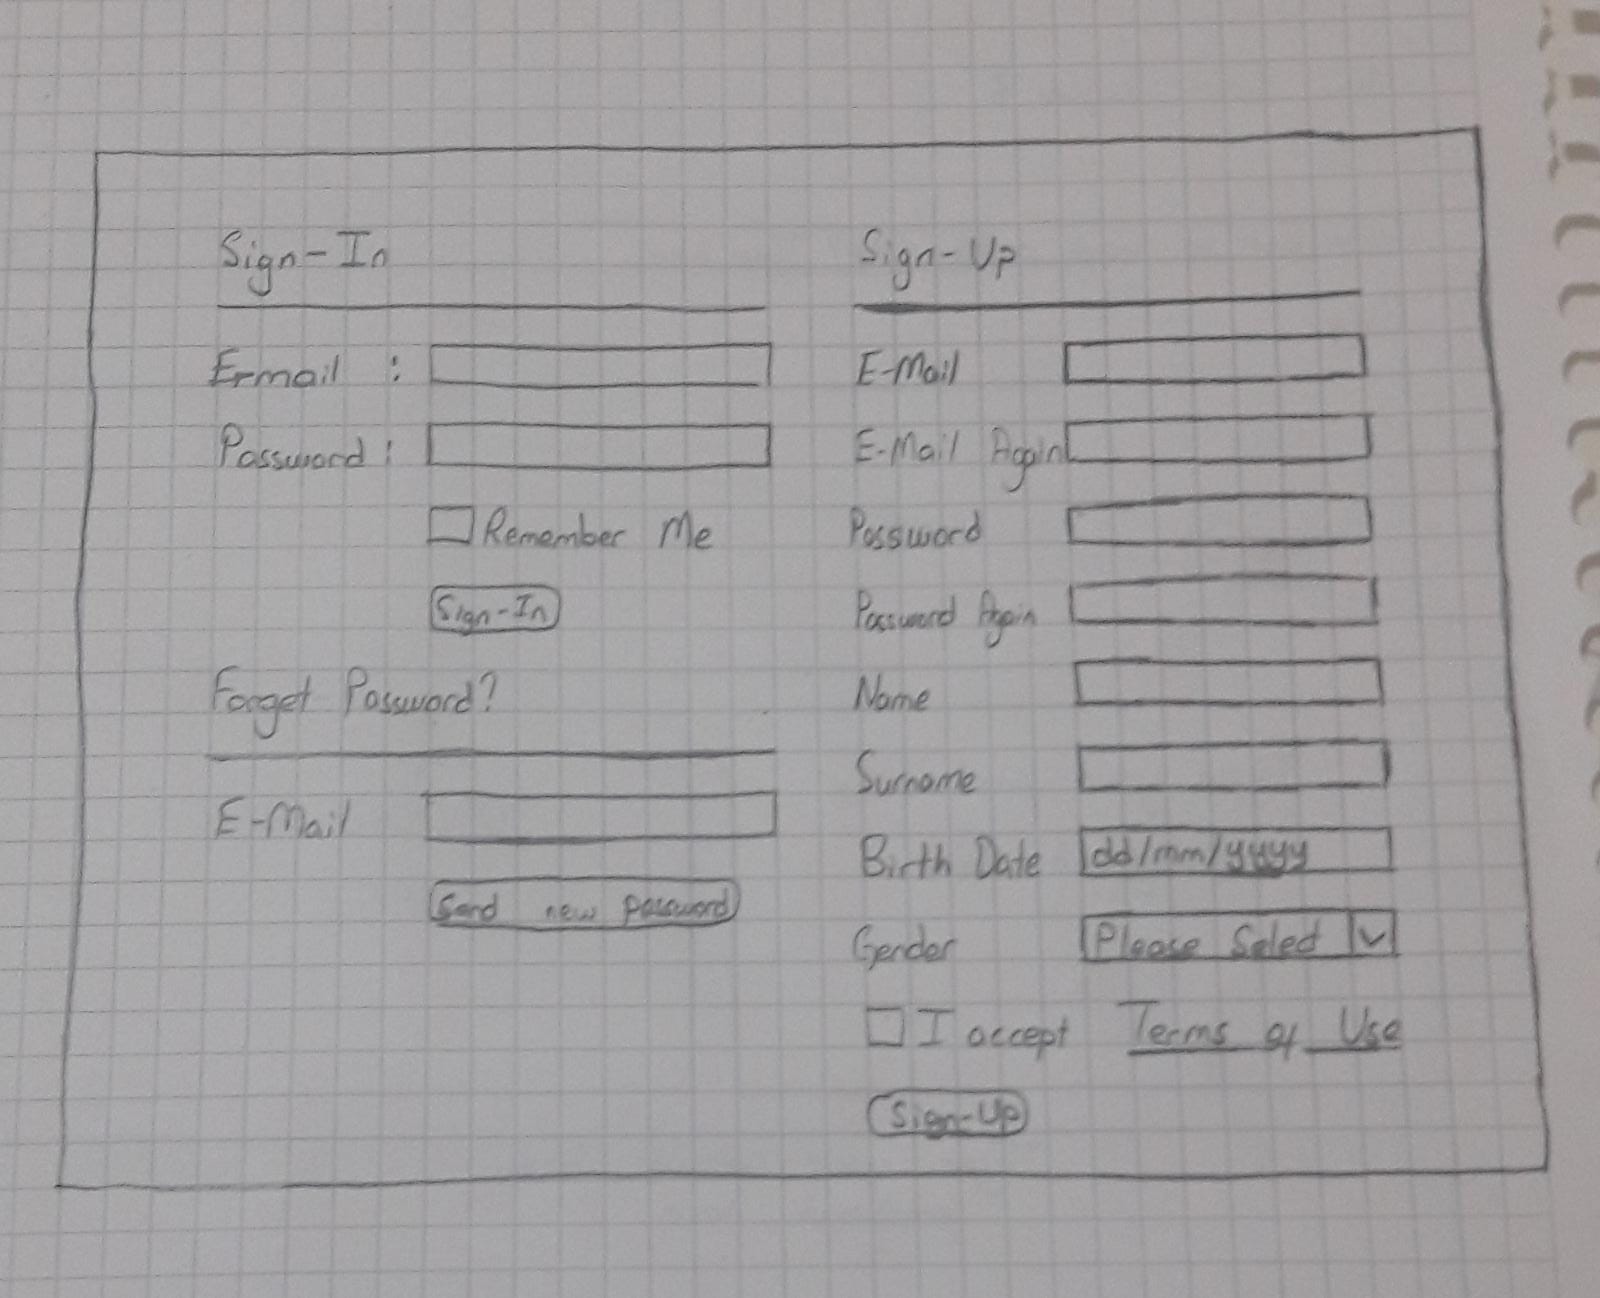 Sign-In
E-mail :
Password :
Remember Me
Sign-In
Forget Password?
E-Mail
Send new password
Sign-Up
E-Mail
E-Mail Again
Password
Password Again
Name
Surname
Birth Date dd/mm/yyyy
Gender Please Select
I accept Terms of Use
Sign-Up